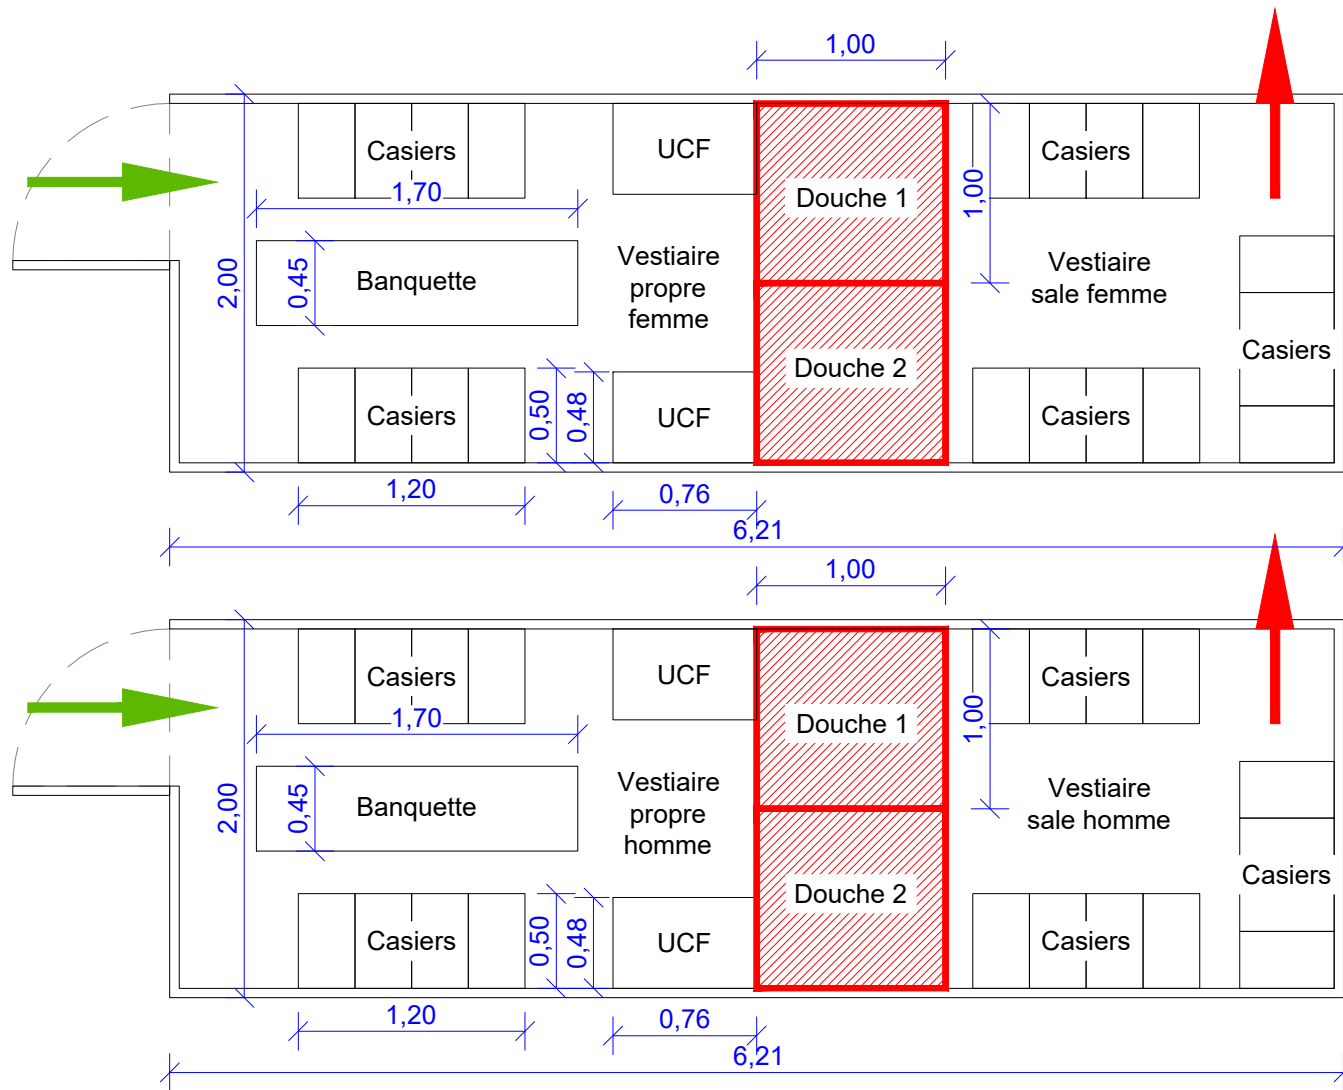 1,00
Casiers
UCF
Casiers
1,70
Douche 1
1,00
2,00
0,45
Banquette
Vestiaire
propre
femme
Vestiaire
sale femme
Casiers
Douche 2
Casiers
0,50
0,48
UCF
Casiers
1,20
0,76
6,21
1,00
Casiers
UCF
Casiers
1,70
Douche 1
1,00
2,00
0,45
Banquette
Vestiaire
propre
homme
Vestiaire
sale homme
Casiers
Douche 2
Casiers
0,50
0,48
UCF
Casiers
1,20
0,76
6,21